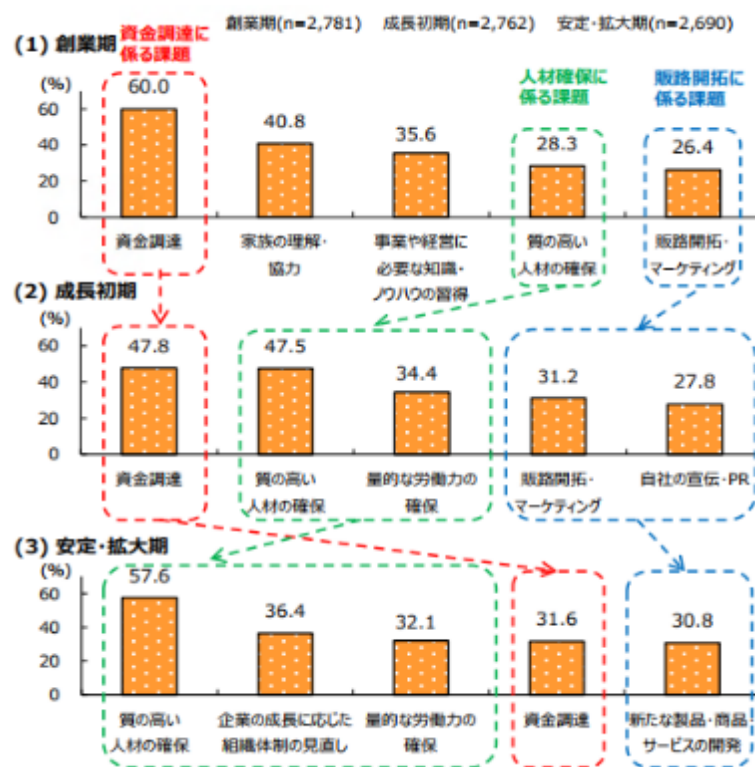 創業期(n=2,781) 成長初期(n=2,762) 安定・拡大期(n=2,690)
(1) 創業期
資金調達に
係る課題
人材確保に
係る課題
販路開拓に
係る課題
(%)
60
40
20
0
60.0
40.8
35.6
28.3
26.4
資金調達
家族の理解・
協力
事業や経営に
必要な知識・
ノウハウの習得
質の高い
人材の確保
販路開拓・
マーケティング
(2) 成長初期
(%)
60
40
20
0
47.8
47.5
34.4
31.2
27.8
資金調達
質の高い
人材の確保
量的な労働力の
確保
販路開拓・
マーケティング
自社の宣伝・PR
(3) 安定・拡大期
(%)
60
40
20
0
57.6
36.4
32.1
31.6
30.8
質の高い
人材の確保
企業の成長に応じた
組織体制の見直し
量的な労働力の
確保
資金調達
新たな製品・商品・
サービスの開発